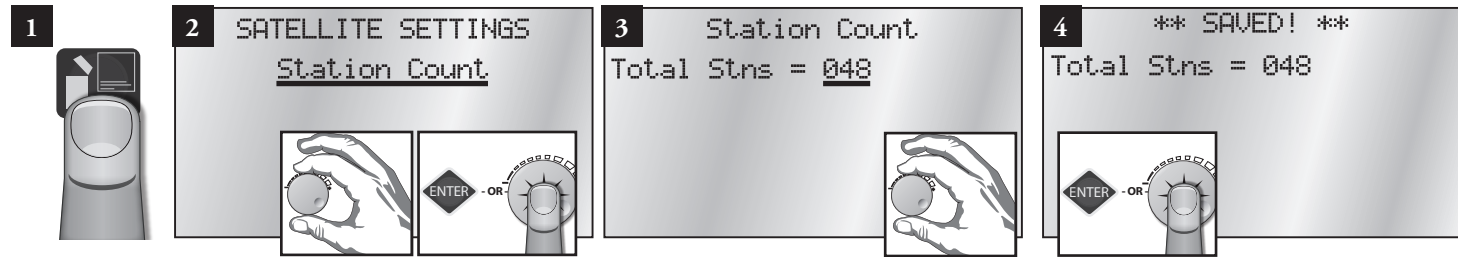 1
2
SATELLITE SETTINGS
Station Count
ENTER - OR -
3
Station Count
Total Stns = 048
4
** SAVED! **
Total Stns = 048
ENTER - OR -